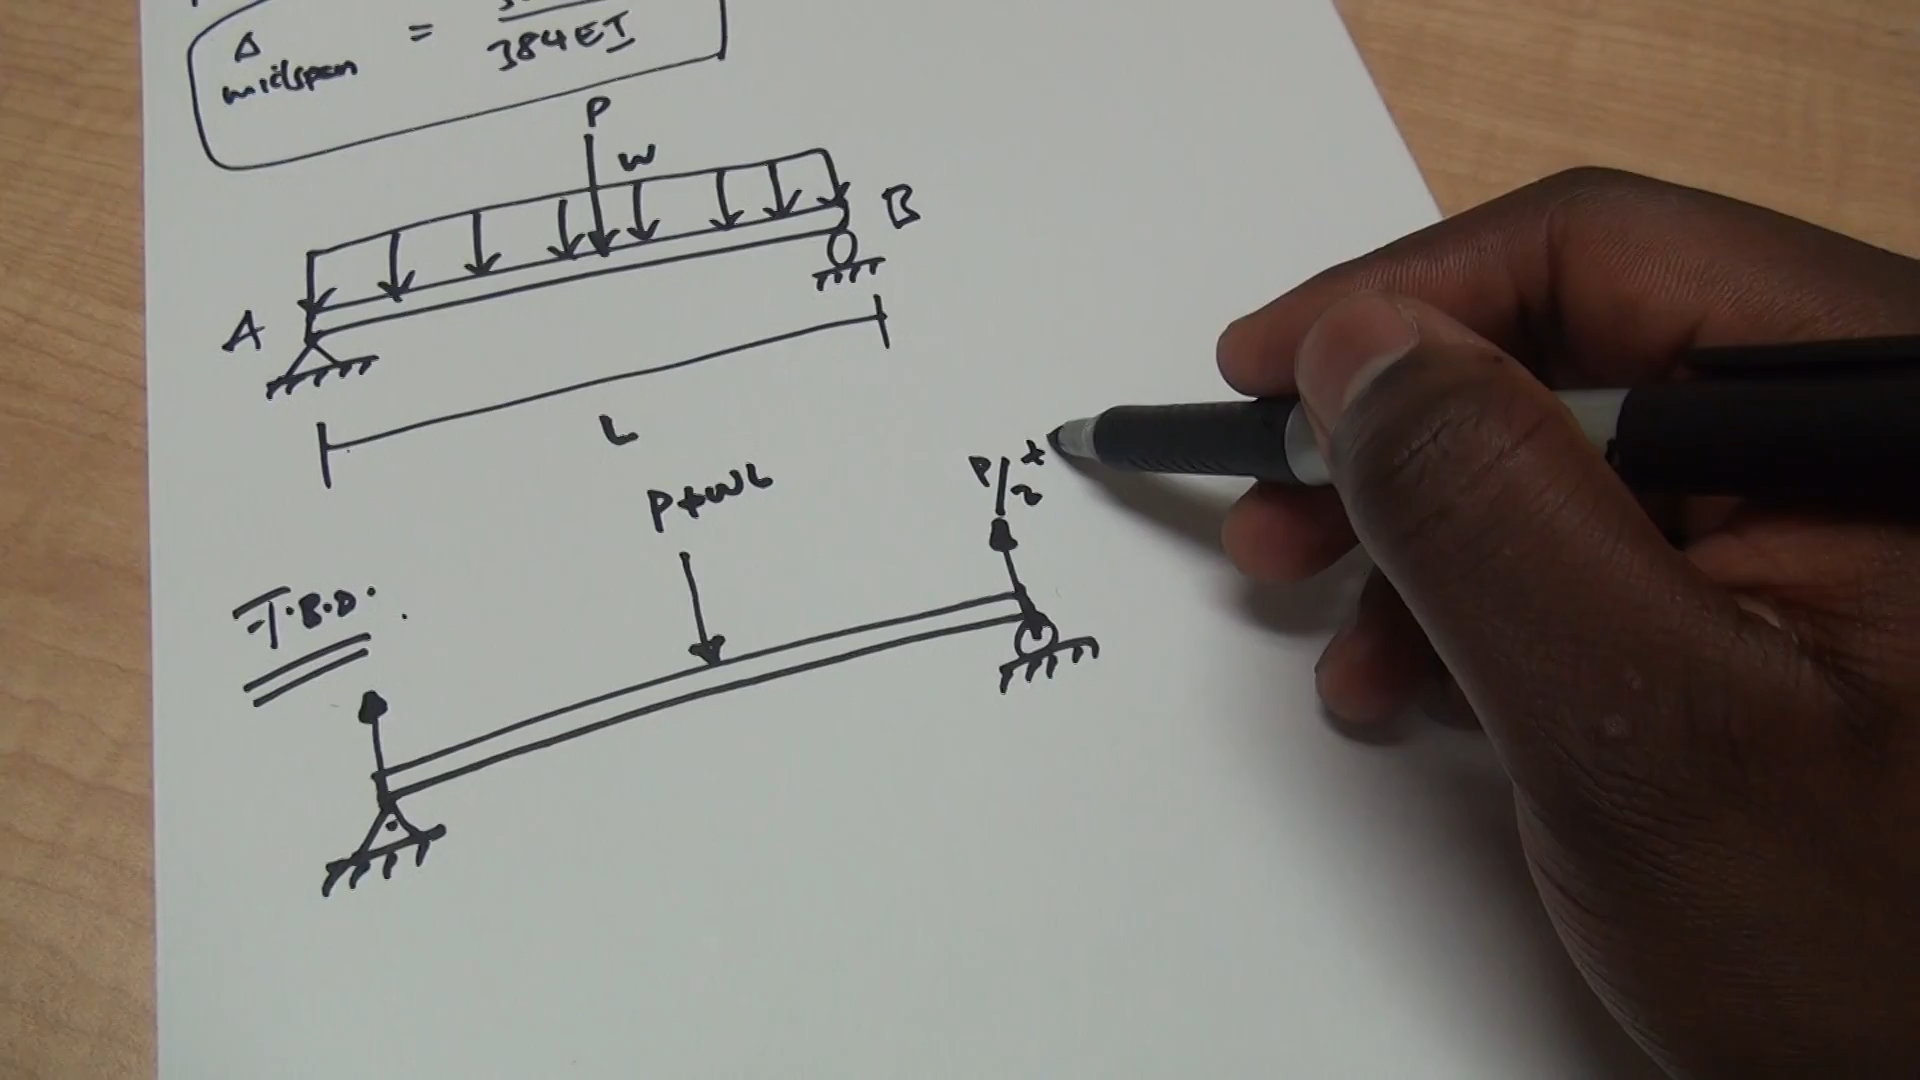 Δ midspan = 384EI
P
W
B
A
L
P+WL
P/2 +
F.B.D.